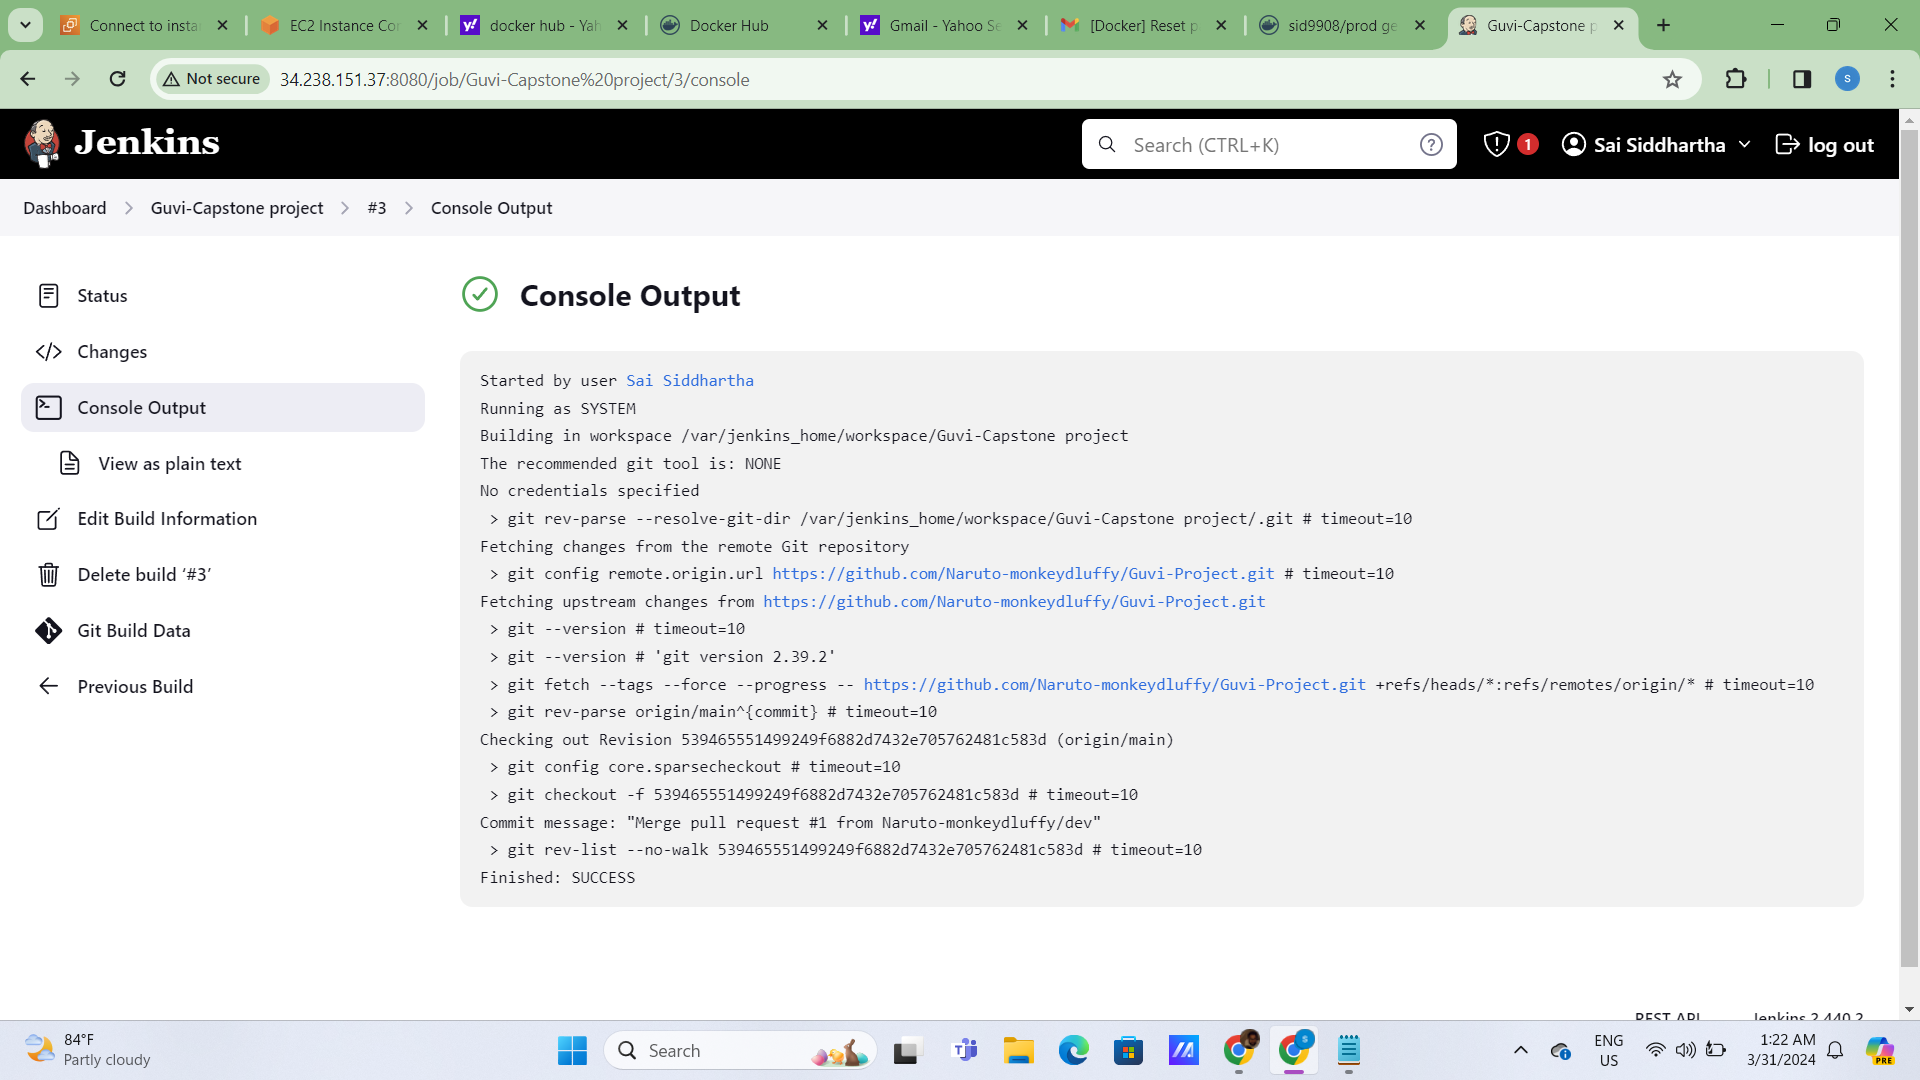 Connect to insta
EC2 Instance Con
docker hub - Yah
Docker Hub
Gmail - Yahoo Se
[Docker] Reset p
sid9908/prod ge
Guvi-Capstone p
Not secure
34.238.151.37:8080/job/Guvi-Capstone%20project/3/console
S
Jenkins
Search (CTRL+K)
1
Sai Siddhartha
log out
Dashboard
Guvi-Capstone project
#3
Console Output
Status
Changes
Console Output
View as plain text
Edit Build Information
Delete build ‘#3’
Git Build Data
Previous Build
Console Output
Started by user Sai Siddhartha
Running as SYSTEM
Building in workspace /var/jenkins_home/workspace/Guvi-Capstone project
The recommended git tool is: NONE
No credentials specified
> git rev-parse --resolve-git-dir /var/jenkins_home/workspace/Guvi-Capstone project/.git # timeout=10
Fetching changes from the remote Git repository
> git config remote.origin.url https://github.com/Naruto-monkeydluffy/Guvi-Project.git # timeout=10
Fetching upstream changes from https://github.com/Naruto-monkeydluffy/Guvi-Project.git
> git --version # timeout=10
> git --version # 'git version 2.39.2'
> git fetch --tags --force --progress -- https://github.com/Naruto-monkeydluffy/Guvi-Project.git +refs/heads/*:refs/remotes/origin/* # timeout=10
> git rev-parse origin/main^{commit} # timeout=10
Checking out Revision 539465551499249f6882d7432e705762481c583d (origin/main)
> git config core.sparsecheckout # timeout=10
> git checkout -f 539465551499249f6882d7432e705762481c583d # timeout=10
Commit message: "Merge pull request #1 from Naruto-monkeydluffy/dev"
> git rev-list --no-walk 539465551499249f6882d7432e705762481c583d # timeout=10
Finished: SUCCESS
REST API
Jenkins 2.440.2
84°F
Partly cloudy
Search
ENG
US
1:22 AM
3/31/2024
PRE